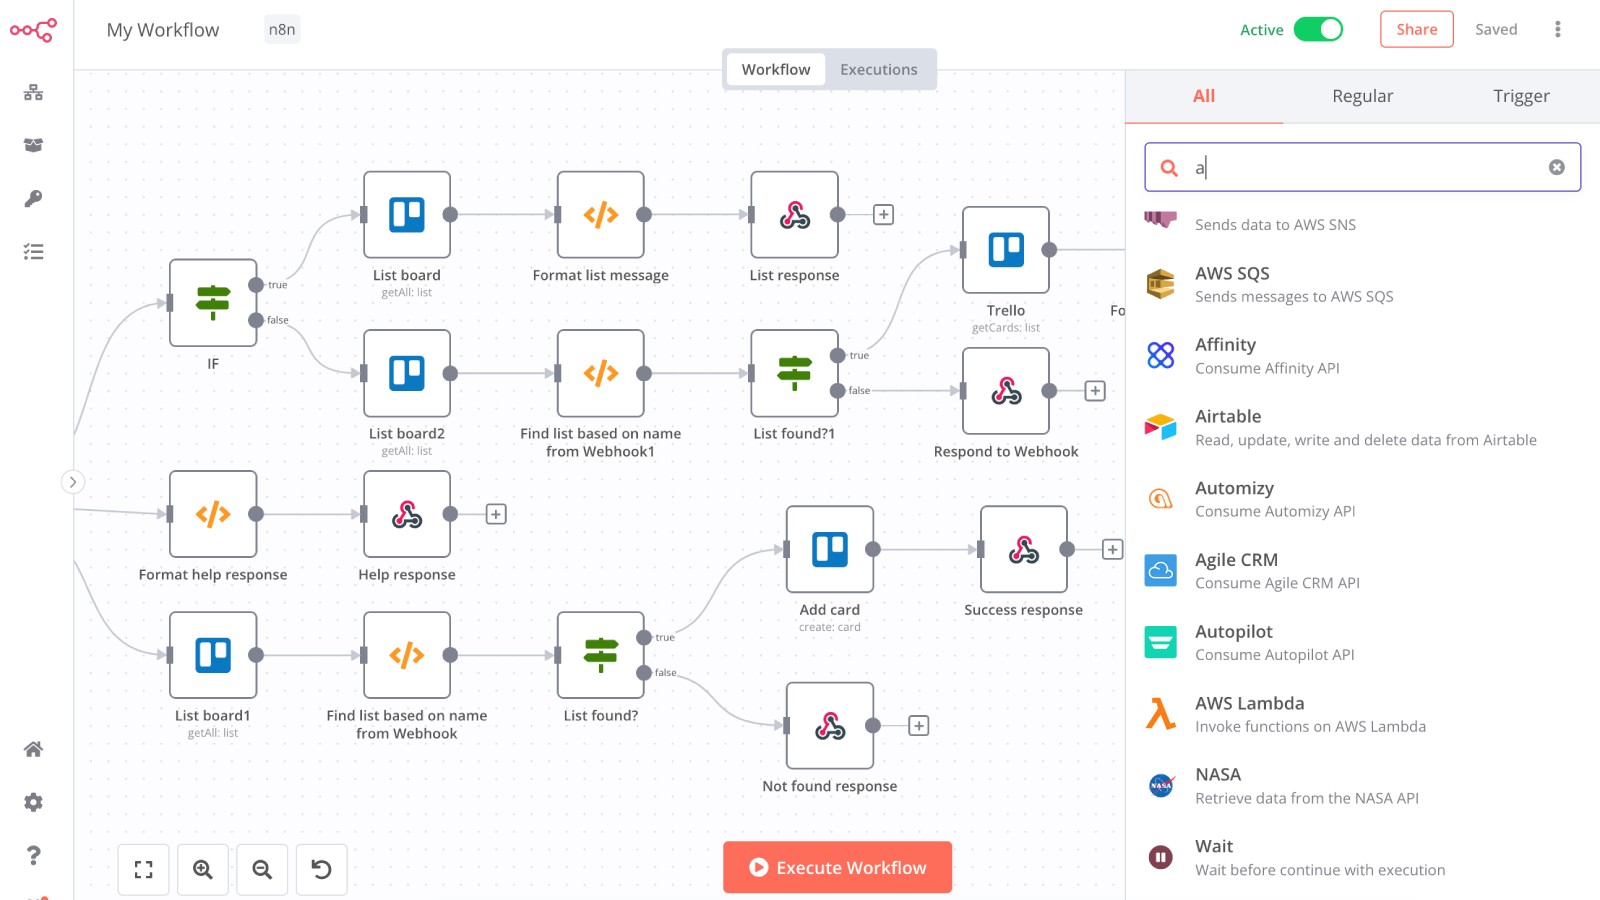 My Workflow
n8n
Active
Share
Saved
Workflow
Executions
All
Regular
Trigger
a
Sends data to AWS SNS
AWS SQS
Sends messages to AWS SQS
Affinity
Consume Affinity API
Airtable
Read, update, write and delete data from Airtable
Automizy
Consume Automizy API
Agile CRM
Consume Agile CRM API
Autopilot
Consume Autopilot API
AWS Lambda
Invoke functions on AWS Lambda
NASA
NASA
Retrieve data from the NASA API
Wait
Wait before continue with execution
true
false
IF
List board
getAll: list
Format list message
List response
Trello
getCards: list
Fo
List board2
getAll: list
Find list based on name
from Webhook1
true
false
List found?1
Respond to Webhook
Format help response
Help response
Add card
create: card
Success response
List board1
getAll: list
Find list based on name
from Webhook
true
false
List found?
Not found response
Execute Workflow
?